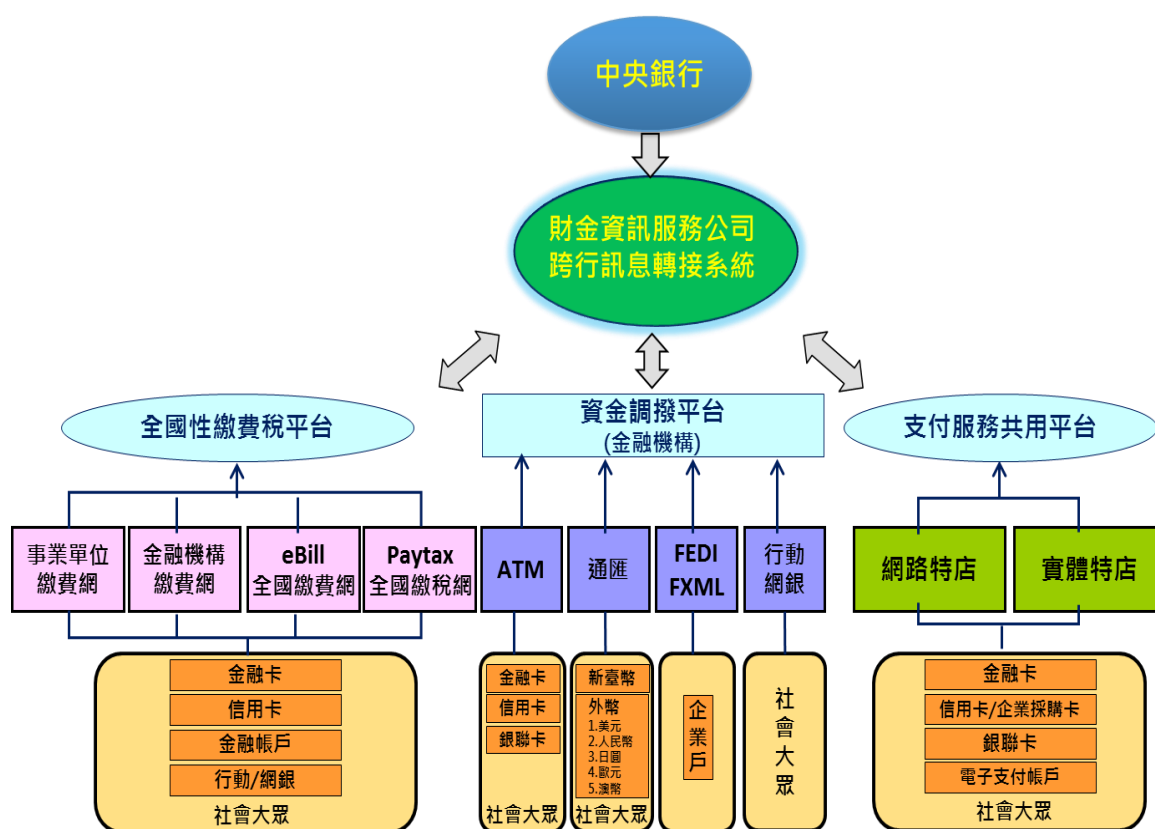 中央銀行
財金資訊服務公司
跨行訊息轉接系統
全國性繳費稅平台
資金調撥平台
(金融機構)
支付服務共用平台
事業單位
繳費網
金融機構
繳費網
eBill
全國繳費網
Paytax
全國繳稅網
ATM
通匯
FEDI
FXML
行動
網銀
網路特店
實體特店
金融卡
信用卡
金融帳戶
行動/網銀
社會大眾
金融卡
信用卡
銀聯卡
社會大眾
新臺幣
外幣
1.美元
2.人民幣
3.日圓
4.歐元
5.澳幣
社會大眾
企業戶
社會大眾
金融卡
信用卡/企業採購卡
銀聯卡
電子支付帳戶
社會大眾